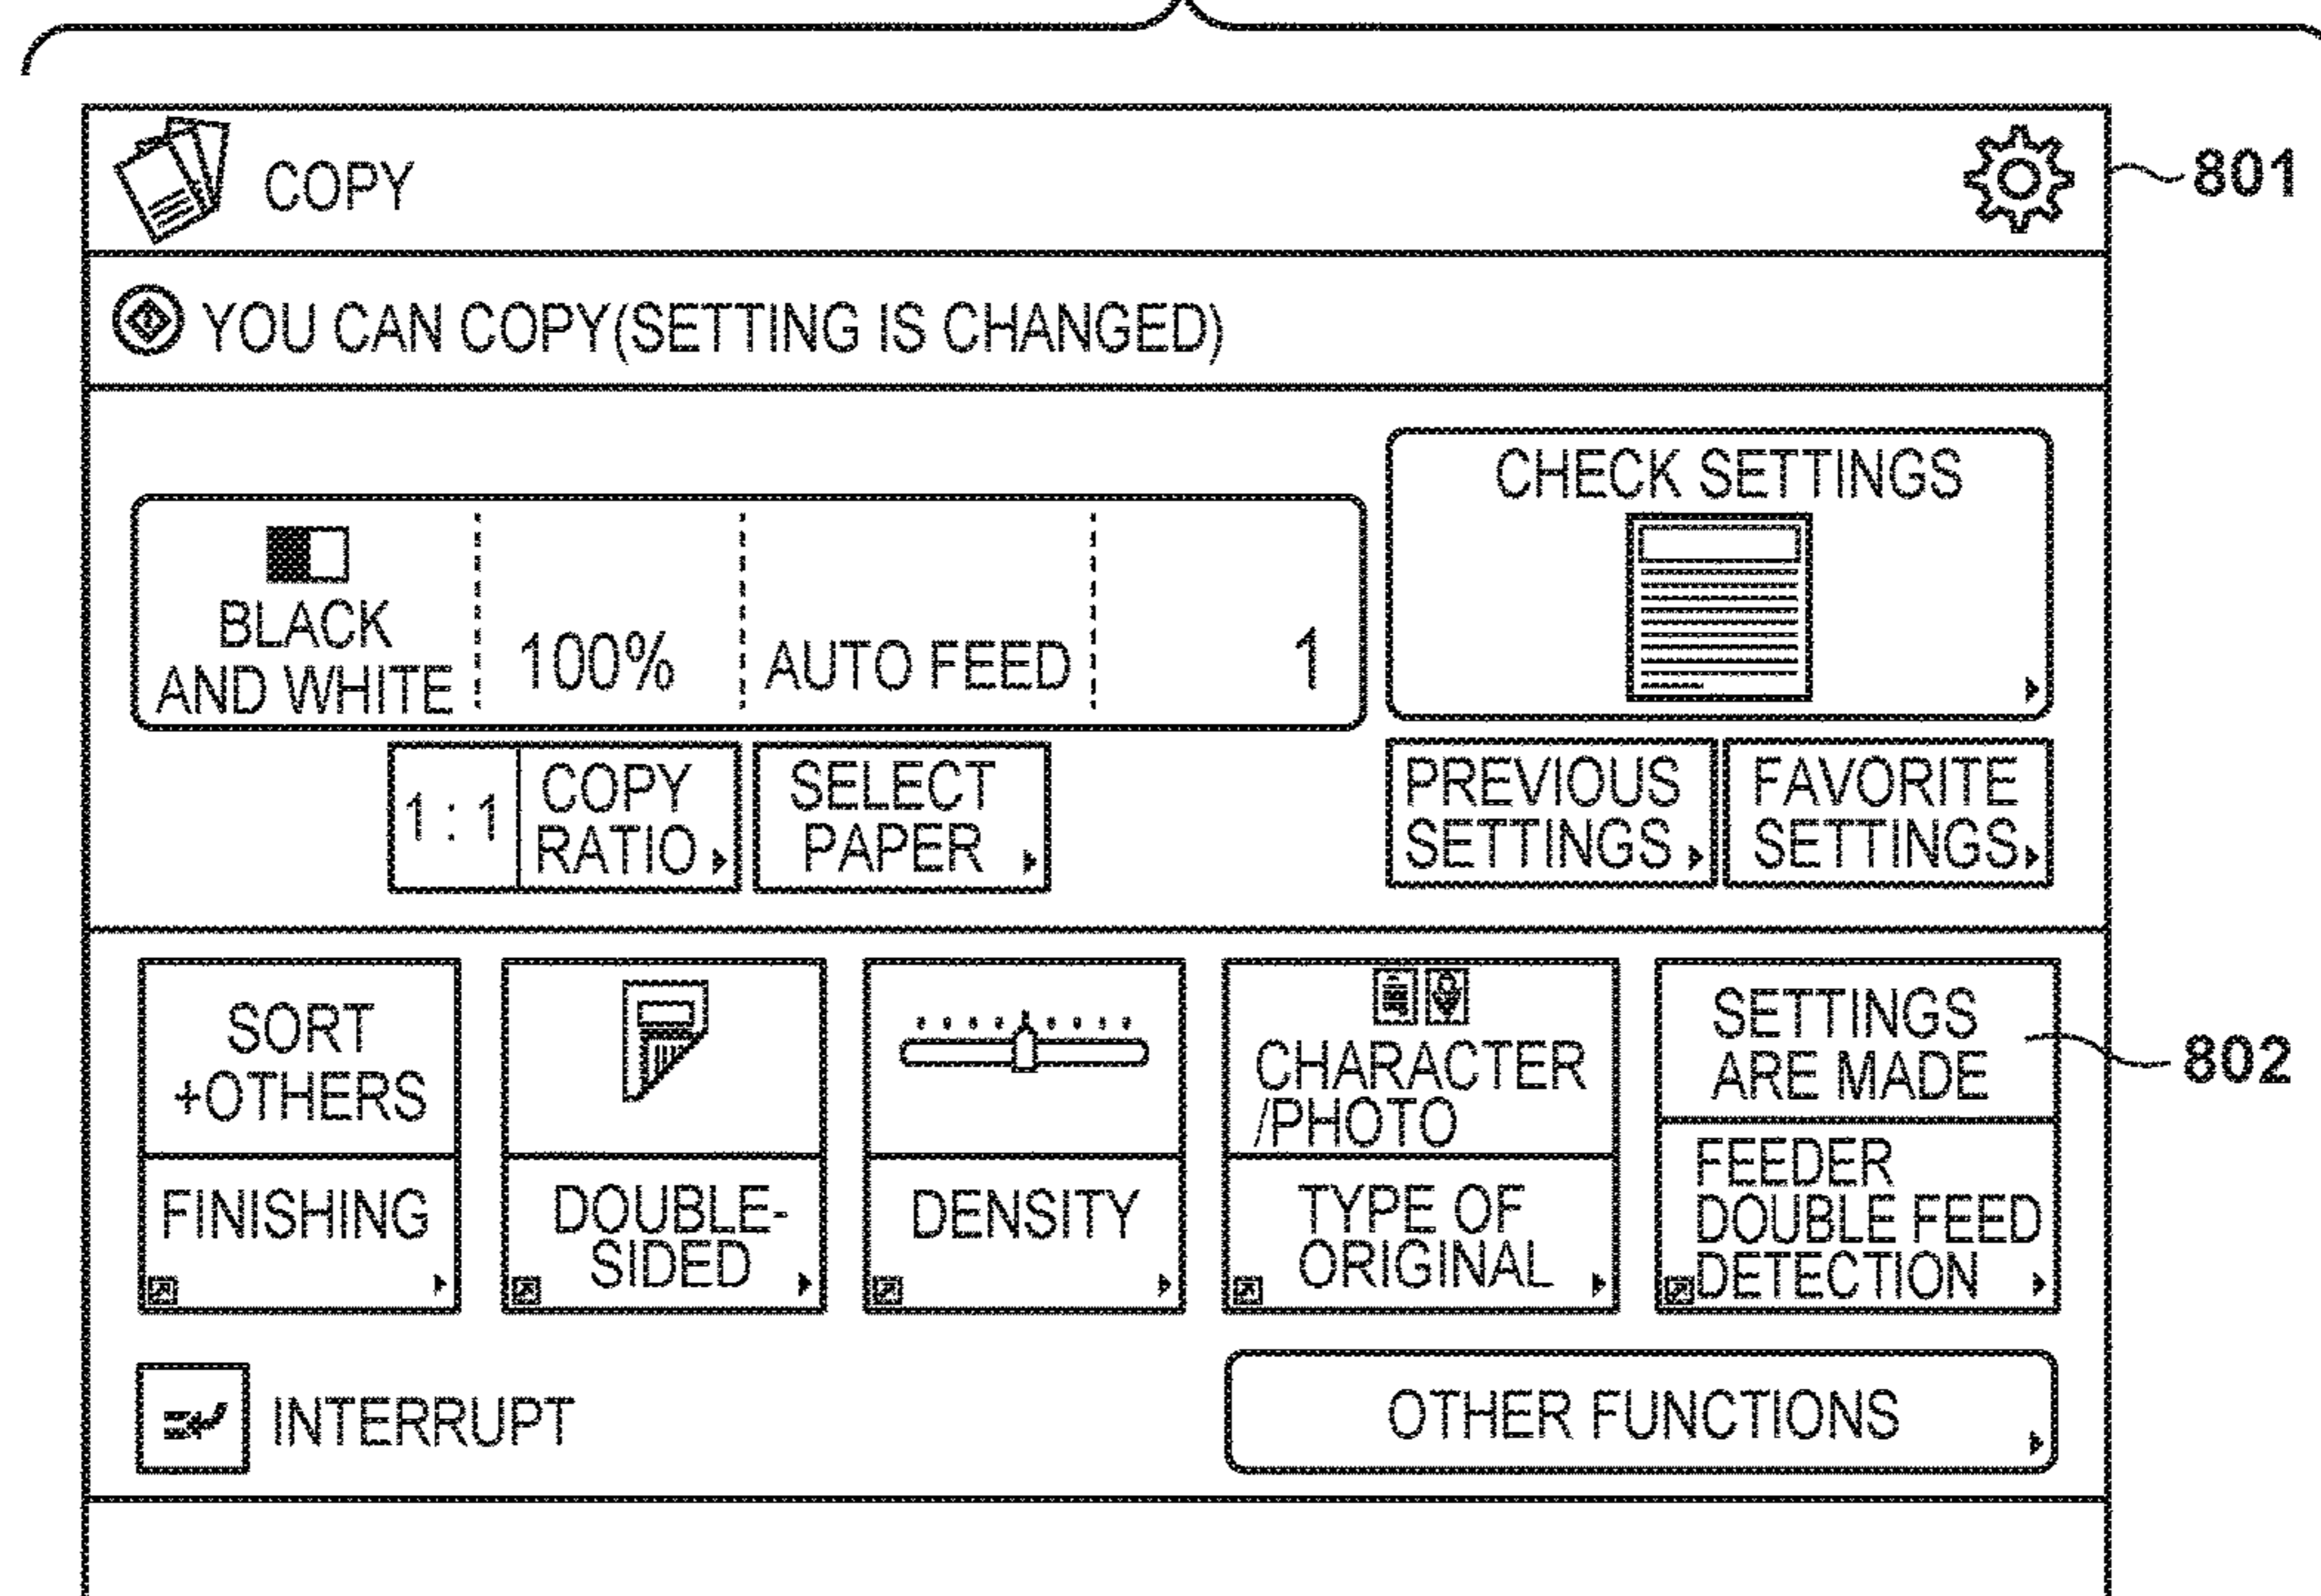 COPY
801
YOU CAN COPY(SETTING IS CHANGED)
BLACK
AND WHITE
100%
AUTO FEED
1
CHECK SETTINGS
1 : 1
COPY
RATIO
SELECT
PAPER
PREVIOUS
SETTINGS
FAVORITE
SETTINGS
SORT
+OTHERS
FINISHING
DOUBLE-
SIDED
DENSITY
CHARACTER
/PHOTO
TYPE OF
ORIGINAL
SETTINGS
ARE MADE
802
FEEDER
DOUBLE FEED
DETECTION
INTERRUPT
OTHER FUNCTIONS